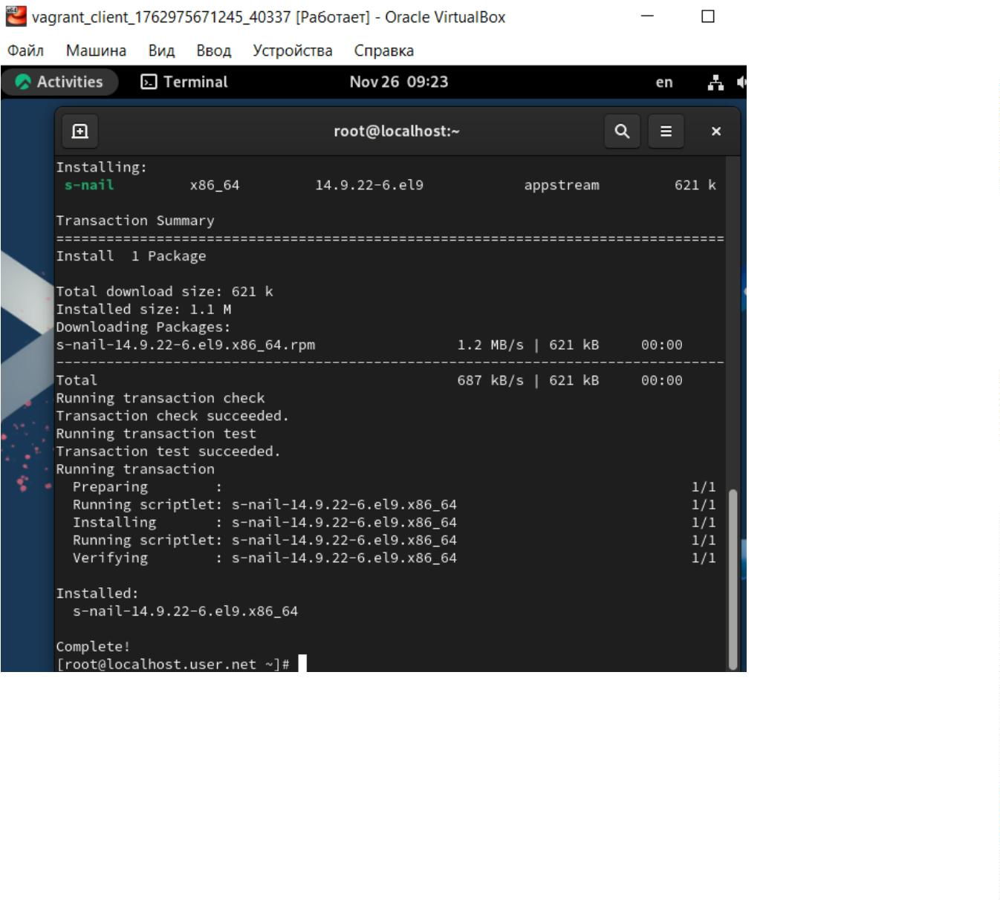 vagrant_client_1762975671245_40337 [Работает] - Oracle VirtualBox
Файл Машина Вид Ввод Устройства Справка
Activities Terminal Nov 26 09:23 en
root@localhost:~
Installing:
s-nail x86_64 14.9.22-6.el9 appstream 621 k
Transaction Summary
================================================================================
Install 1 Package
Total download size: 621 k
Installed size: 1.1 M
Downloading Packages:
s-nail-14.9.22-6.el9.x86_64.rpm 1.2 MB/s | 621 kB 00:00
--------------------------------------------------------------------------------
Total 687 kB/s | 621 kB 00:00
Running transaction check
Transaction check succeeded.
Running transaction test
Transaction test succeeded.
Running transaction
Preparing : 1/1
Running scriptlet: s-nail-14.9.22-6.el9.x86_64 1/1
Installing : s-nail-14.9.22-6.el9.x86_64 1/1
Running scriptlet: s-nail-14.9.22-6.el9.x86_64 1/1
Verifying : s-nail-14.9.22-6.el9.x86_64 1/1
Installed:
s-nail-14.9.22-6.el9.x86_64
Complete!
[root@localhost.user.net ~]#